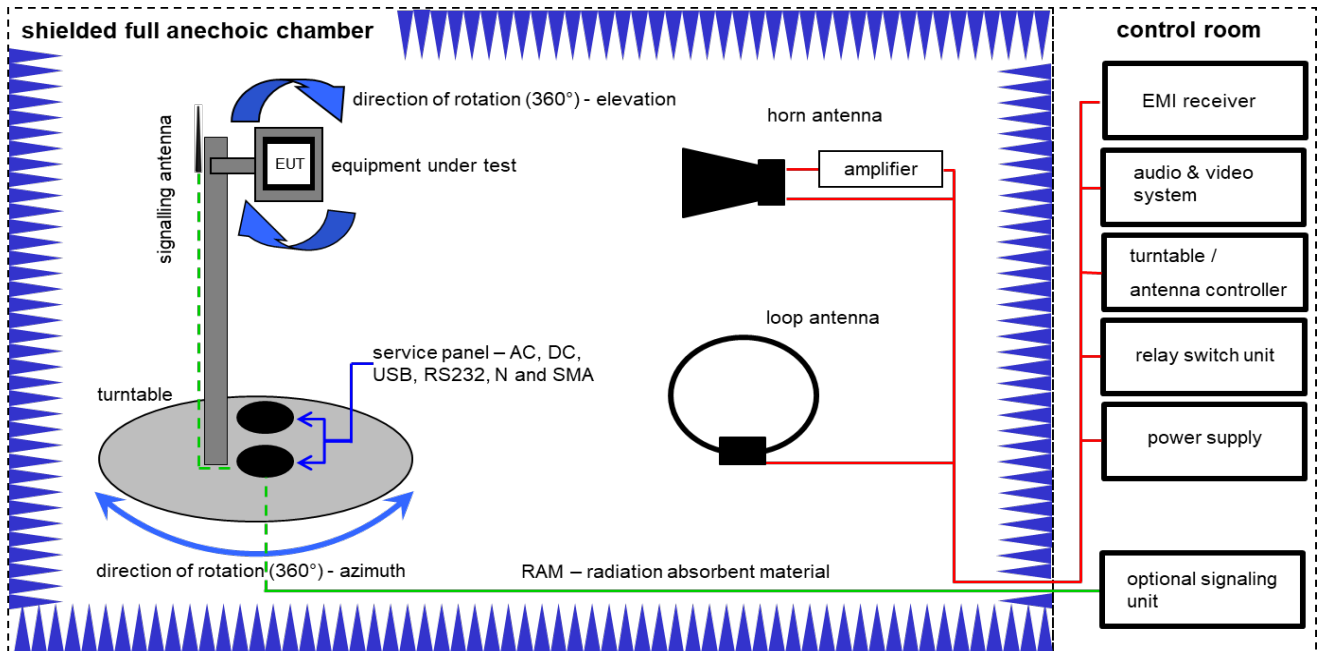 shielded full anechoic chamber
control room
direction of rotation (360°) - elevation
signalling antenna
EUT
equipment under test
horn antenna
amplifier
loop antenna
service panel – AC, DC,
USB, RS232, N and SMA
turntable
direction of rotation (360°) - azimuth
RAM – radiation absorbent material
EMI receiver
audio & video
system
turntable /
antenna controller
relay switch unit
power supply
optional signaling
unit